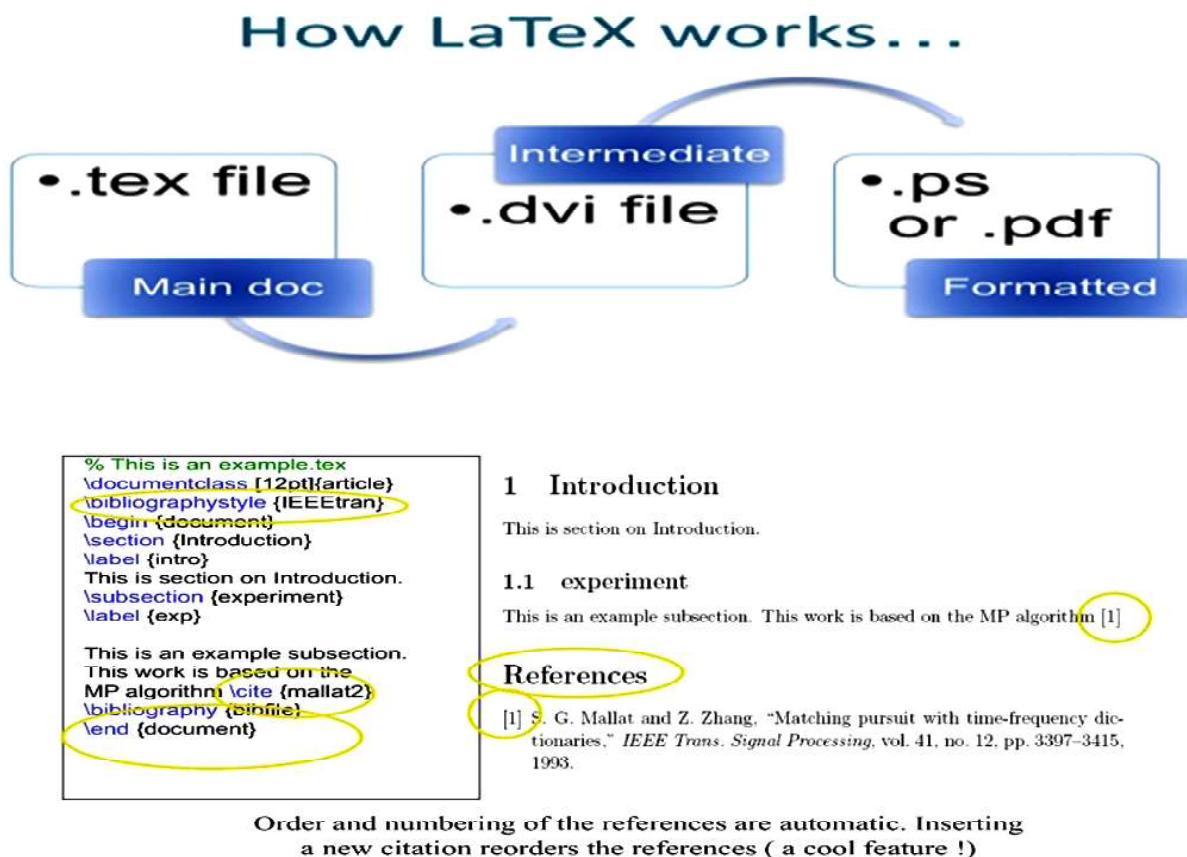 How LaTeX works...
•.tex file
Main doc
Intermediate
•.dvi file
•.ps
or .pdf
Formatted
% This is an example.tex
\documentclass [12pt]{article}
\bibliographystyle {IEEEtran}
\begin {document}
\section {Introduction}
\label {intro}
This is section on Introduction.
\subsection {experiment}
\label {exp}
This is an example subsection.
This work is based on the
MP algorithm \cite {mallat2}
\bibliography {bibfile}
\end {document}
1 Introduction
This is section on Introduction.
1.1 experiment
This is an example subsection. This work is based on the MP algorithm [1]
References
[1] S. G. Mallat and Z. Zhang, “Matching pursuit with time-frequency dic-
tionaries,” IEEE Trans. Signal Processing, vol. 41, no. 12, pp. 3397–3415,
1993.
Order and numbering of the references are automatic. Inserting
a new citation reorders the references ( a cool feature !)